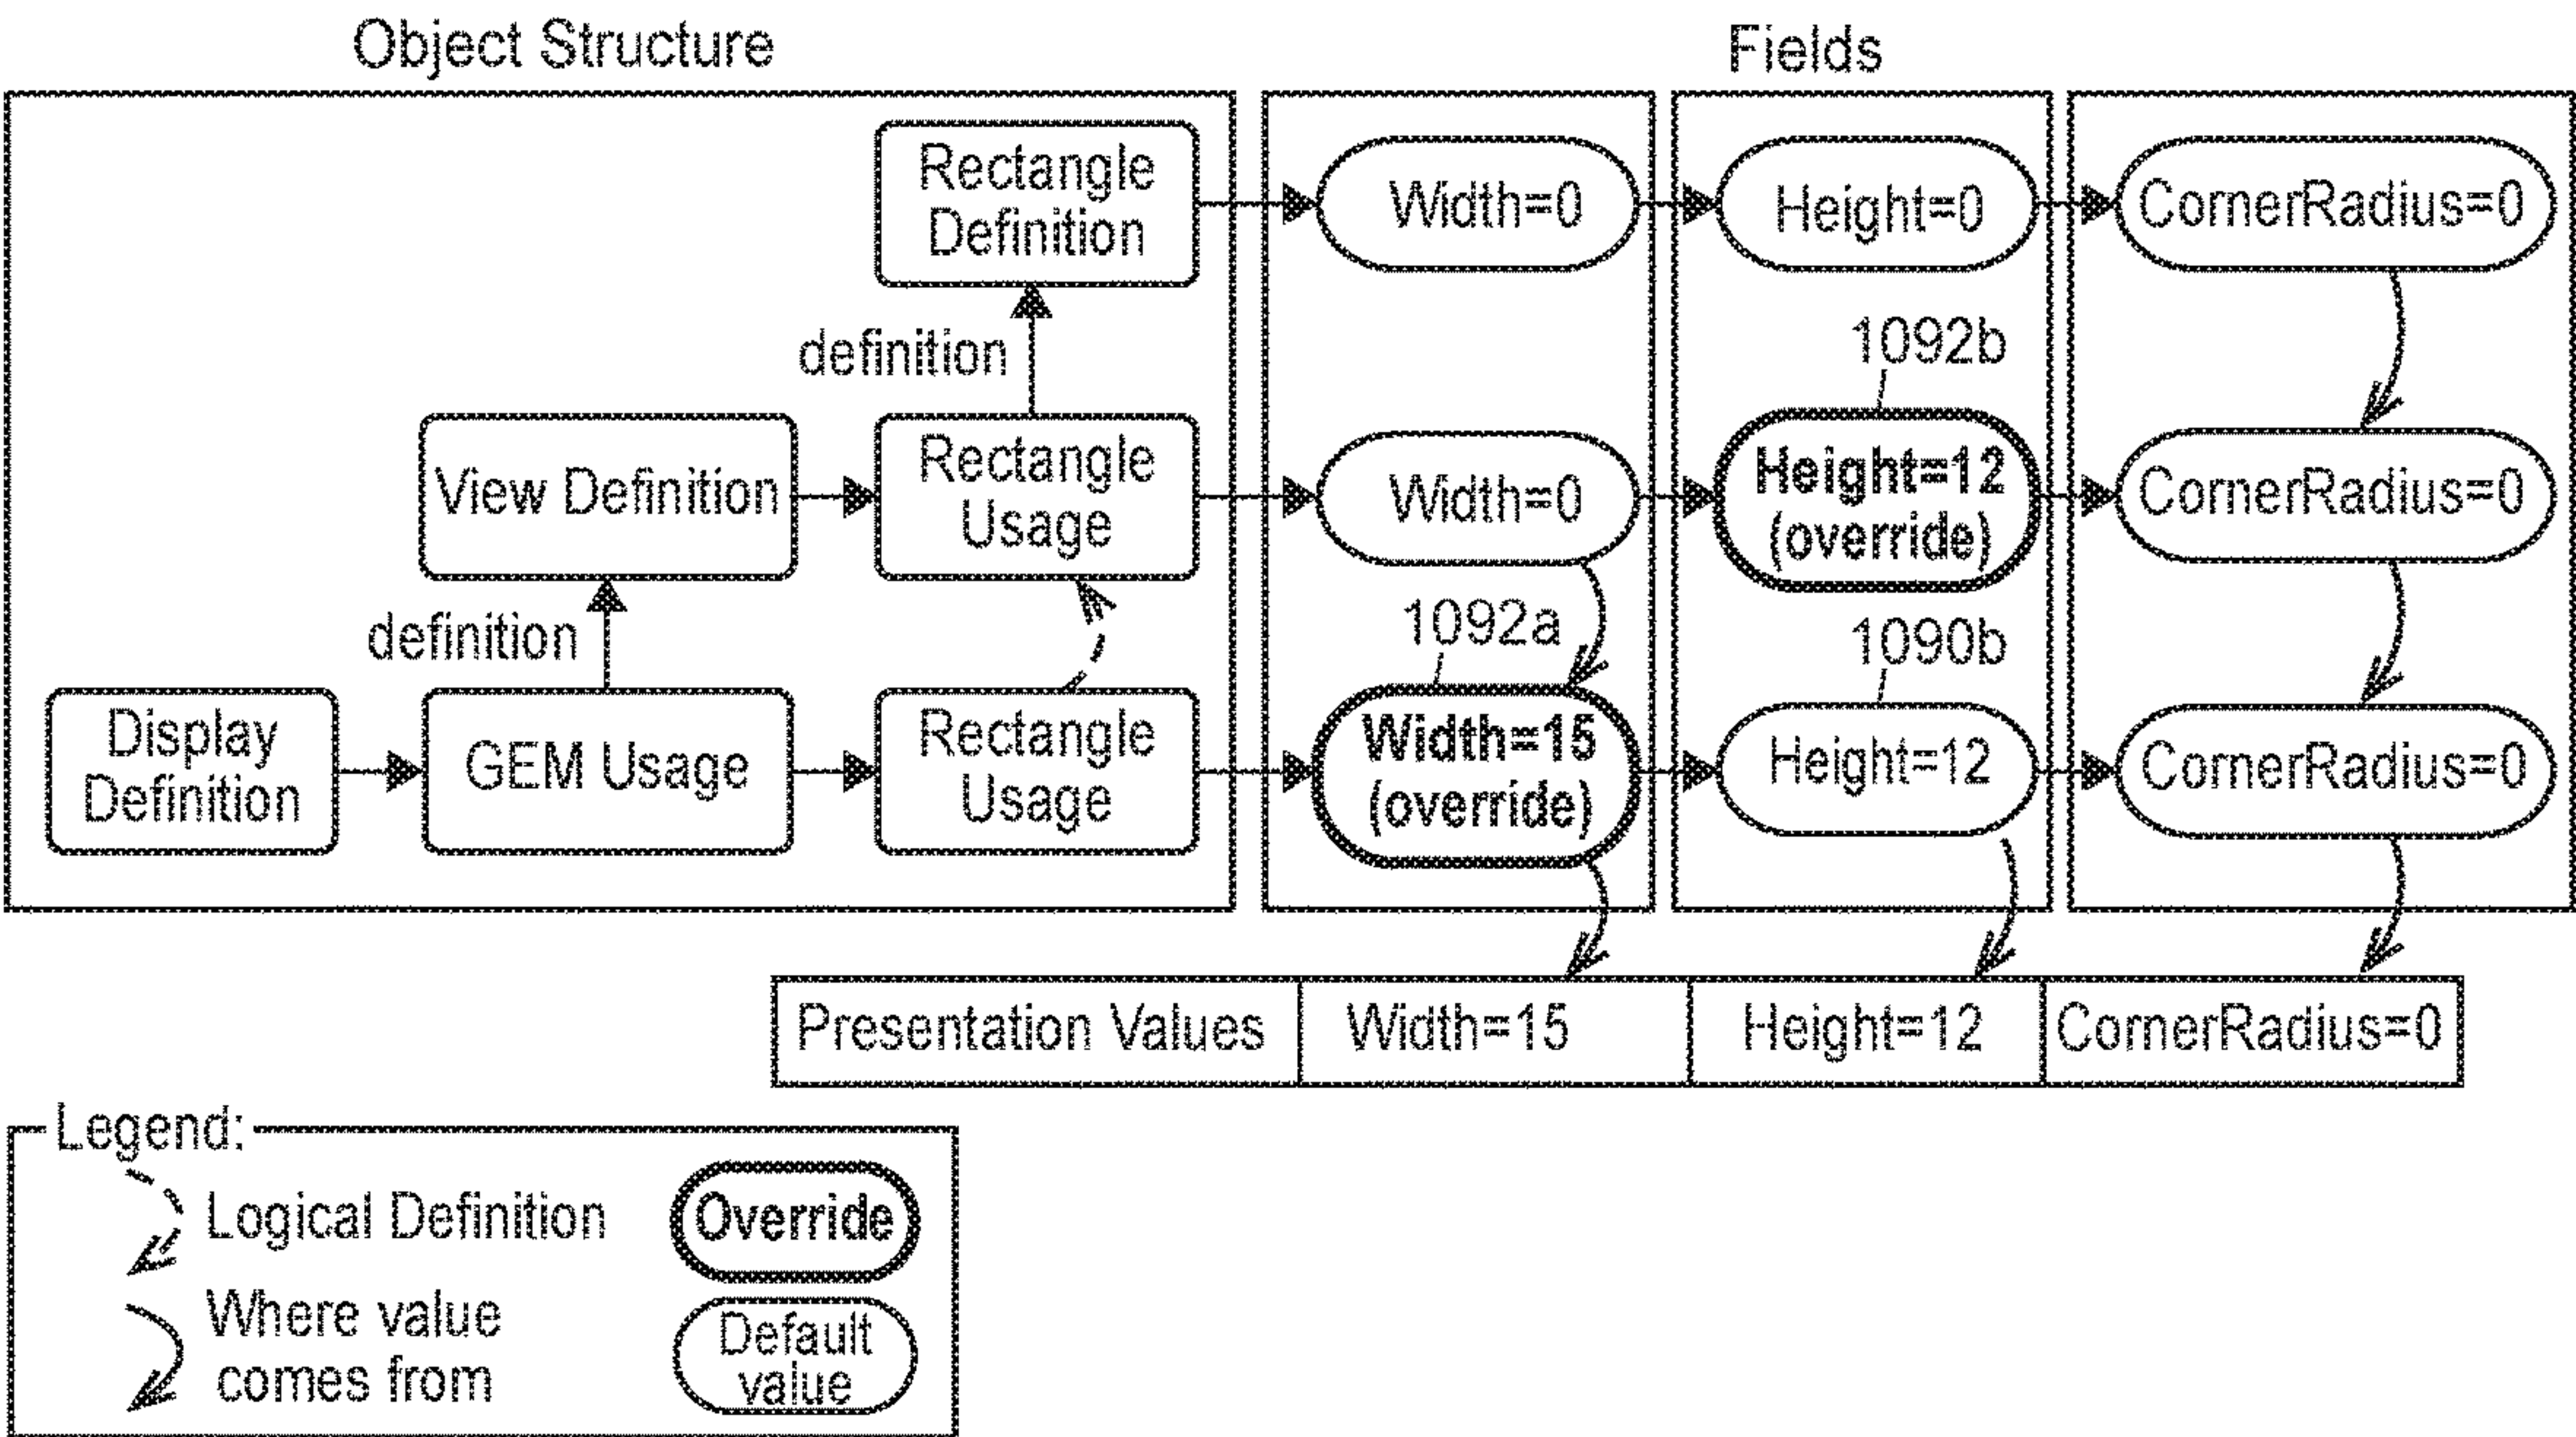 Object Structure
Fields
Rectangle
Definition
Width=0
Height=0
CornerRadius=0
definition
1092b
View Definition
Rectangle
Usage
Width=0
Height=12
(override)
CornerRadius=0
definition
1092a
1090b
Display
Definition
GEM Usage
Rectangle
Usage
Width=15
(override)
Height=12
CornerRadius=0
Presentation Values
Width=15
Height=12
CornerRadius=0
Legend:
Logical Definition
Override
Where value
comes from
Default
value